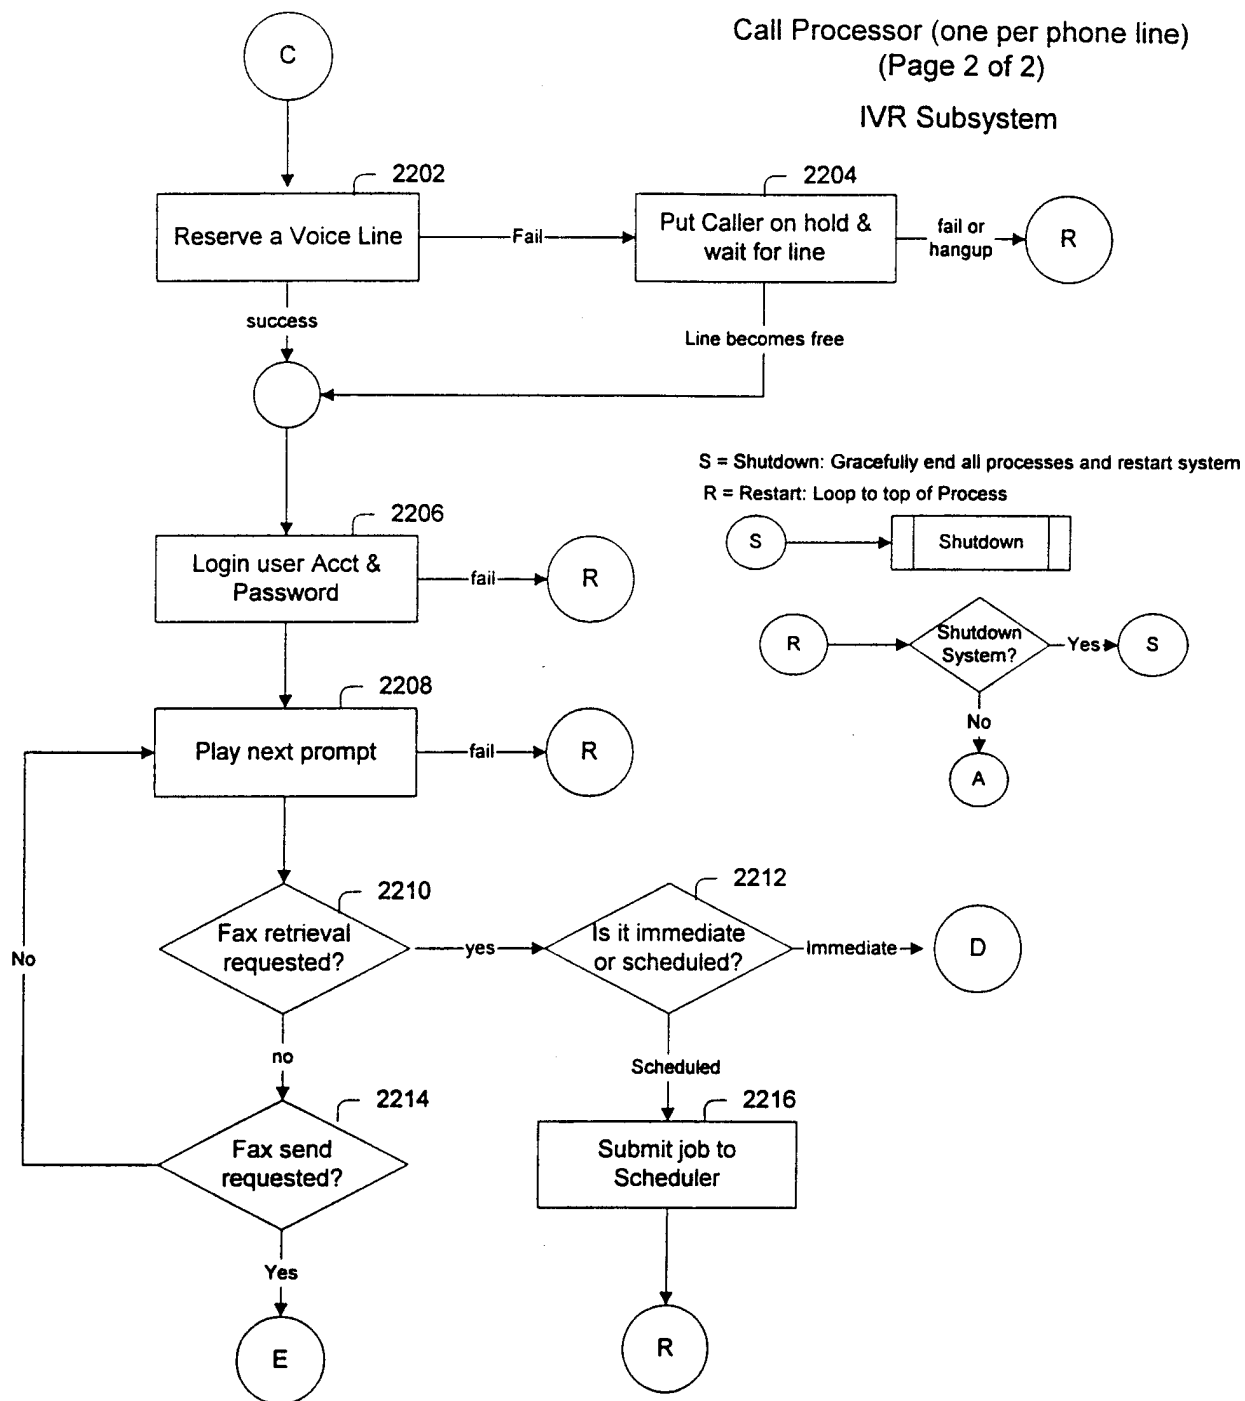 Call Processor (one per phone line)
(Page 2 of 2)
IVR Subsystem
C
2202
Reserve a Voice Line
Fail
2204
Put Caller on hold &
wait for line
fail or
hangup
R
success
Line becomes free
S = Shutdown: Gracefully end all processes and restart system
R = Restart: Loop to top of Process
S
Shutdown
R
Shutdown
System?
Yes
S
No
A
2206
Login user Acct &
Password
fail
R
2208
Play next prompt
fail
R
2210
Fax retrieval
requested?
yes
2212
Is it immediate
or scheduled?
Immediate
D
No
no
Scheduled
2214
Fax send
requested?
2216
Submit job to
Scheduler
Yes
E
R